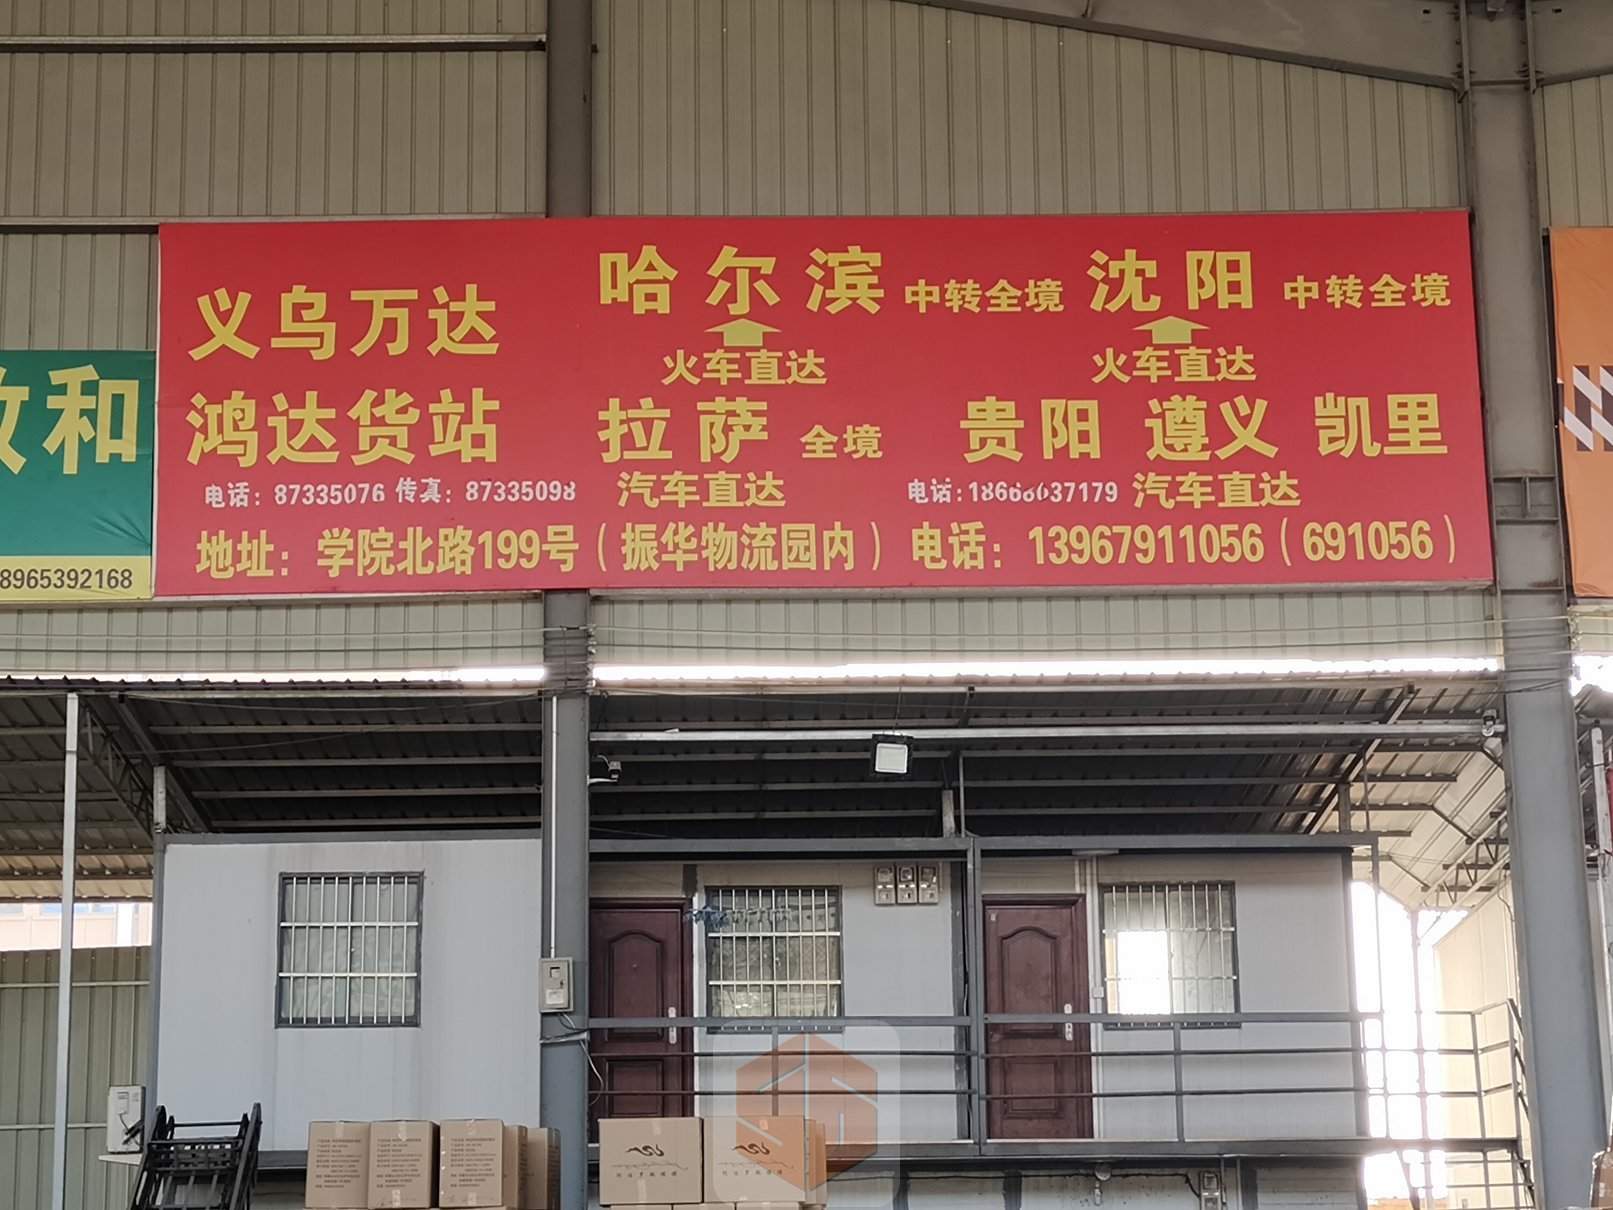 义乌万达
鸿达货站
电话：87335076 传真：87335098
哈尔滨 中转全境 沈阳 中转全境
火车直达 火车直达
拉萨 全境 贵阳 遵义 凯里
汽车直达 电话：18668037179 汽车直达
地址：学院北路199号（振华物流园内）电话：13967911056（691056）
和
8965392168